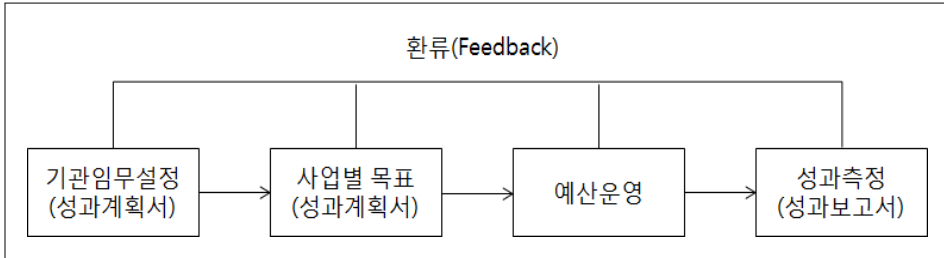 환류(Feedback)
기관임무설정
(성과계획서)
사업별 목표
(성과계획서)
예산운영
성과측정
(성과보고서)